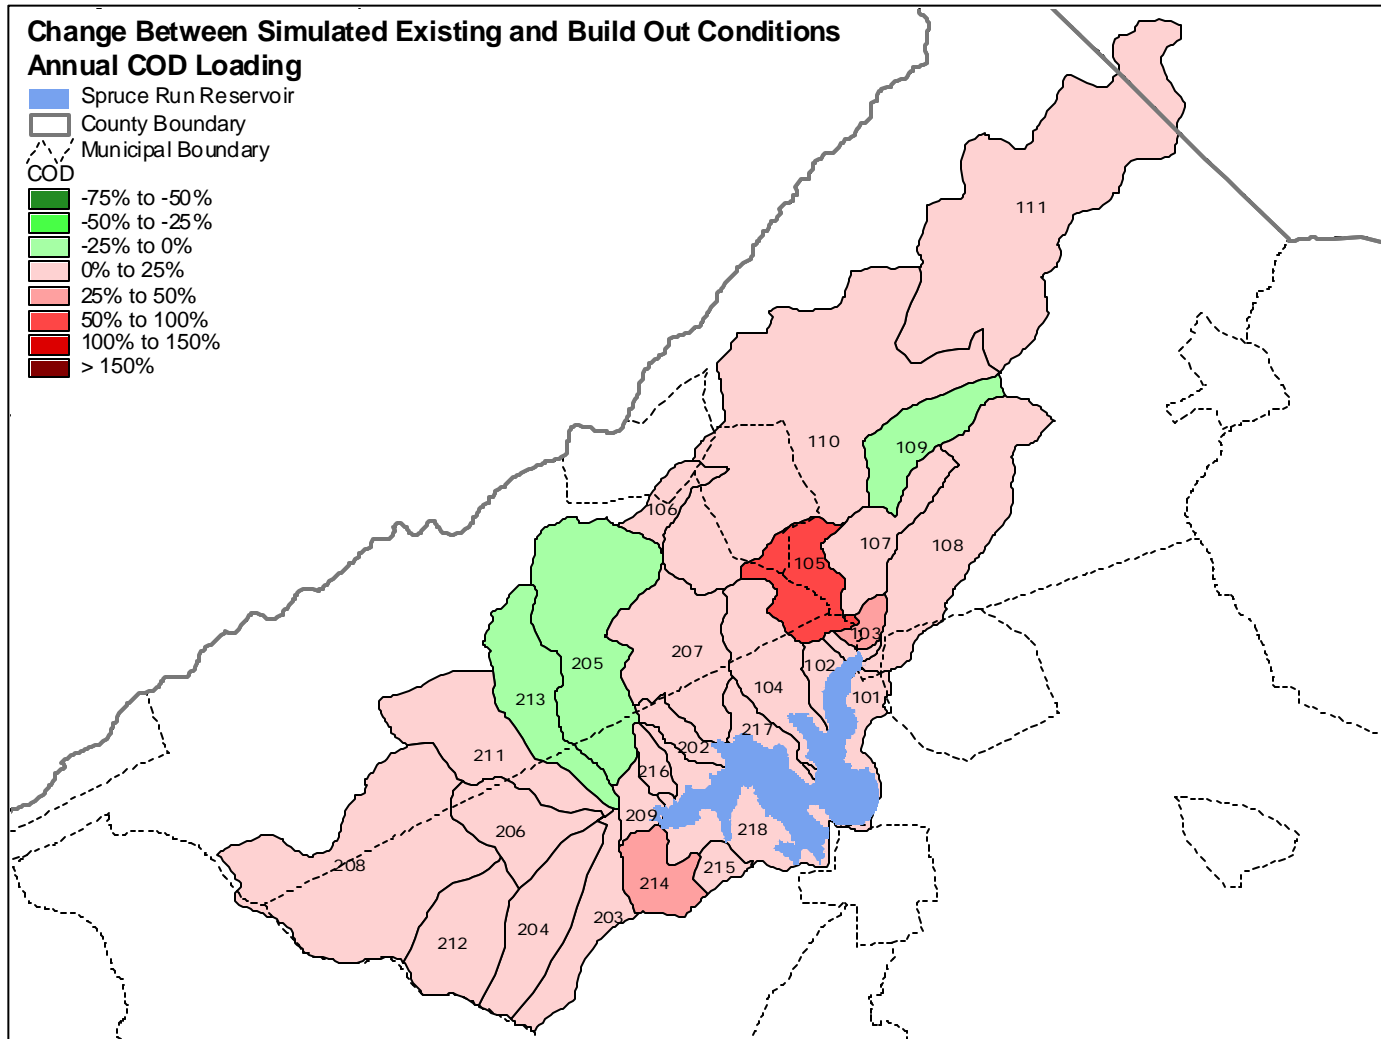 Change Between Simulated Existing and Build Out Conditions
Annual COD Loading
Spruce Run Reservoir
County Boundary
Municipal Boundary
COD
-75% to -50%
-50% to -25%
-25% to 0%
0% to 25%
25% to 50%
50% to 100%
100% to 150%
> 150%
111
110
109
106
107
108
105
103
207
102
205
104
101
213
217
202
211
216
209
206
218
208
215
214
203
204
212